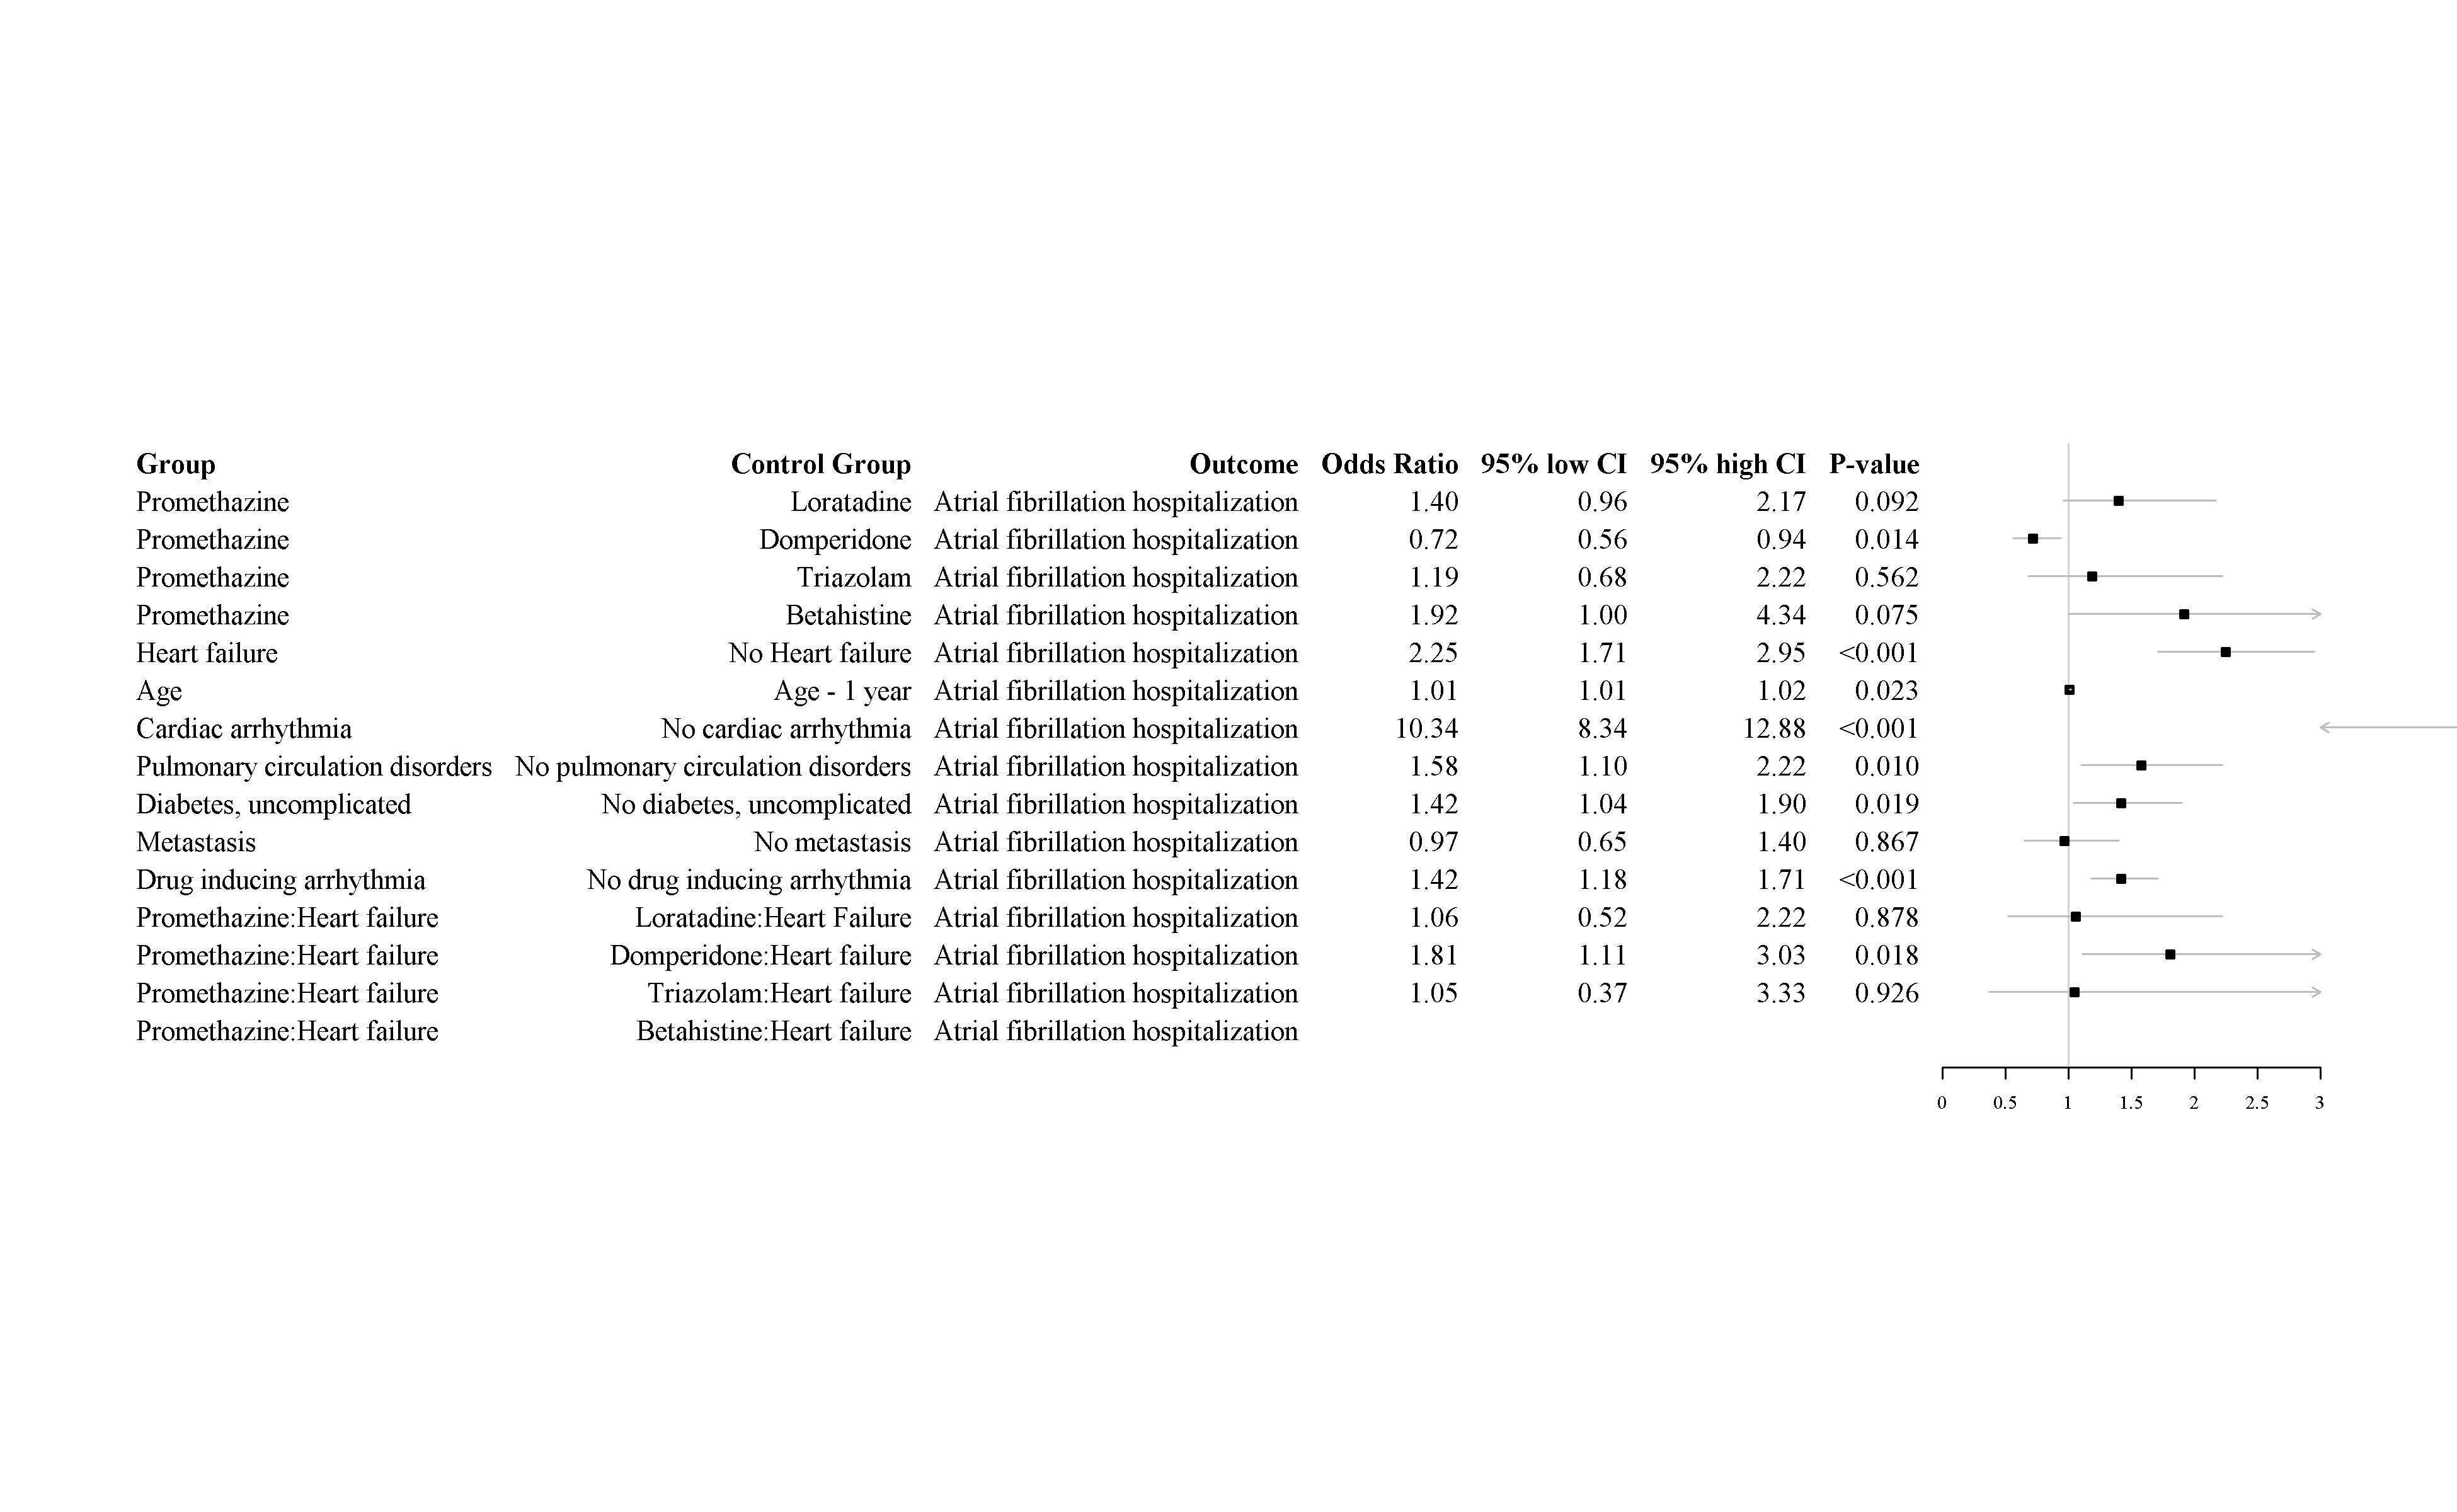 Group Control Group Outcome Odds Ratio 95% low CI 95% high CI P-value
Promethazine Loratadine Atrial fibrillation hospitalization 1.40 0.96 2.17 0.092
Promethazine Domperidone Atrial fibrillation hospitalization 0.72 0.56 0.94 0.014
Promethazine Triazolam Atrial fibrillation hospitalization 1.19 0.68 2.22 0.562
Promethazine Betahistine Atrial fibrillation hospitalization 1.92 1.00 4.34 0.075
Heart failure No Heart failure Atrial fibrillation hospitalization 2.25 1.71 2.95 <0.001
Age Age - 1 year Atrial fibrillation hospitalization 1.01 1.01 1.02 0.023
Cardiac arrhythmia No cardiac arrhythmia Atrial fibrillation hospitalization 10.34 8.34 12.88 <0.001
Pulmonary circulation disorders No pulmonary circulation disorders Atrial fibrillation hospitalization 1.58 1.10 2.22 0.010
Diabetes, uncomplicated No diabetes, uncomplicated Atrial fibrillation hospitalization 1.42 1.04 1.90 0.019
Metastasis No metastasis Atrial fibrillation hospitalization 0.97 0.65 1.40 0.867
Drug inducing arrhythmia No drug inducing arrhythmia Atrial fibrillation hospitalization 1.42 1.18 1.71 <0.001
Promethazine:Heart failure Loratadine:Heart Failure Atrial fibrillation hospitalization 1.06 0.52 2.22 0.878
Promethazine:Heart failure Domperidone:Heart failure Atrial fibrillation hospitalization 1.81 1.11 3.03 0.018
Promethazine:Heart failure Triazolam:Heart failure Atrial fibrillation hospitalization 1.05 0.37 3.33 0.926
Promethazine:Heart failure Betahistine:Heart failure Atrial fibrillation hospitalization
0 0.5 1 1.5 2 2.5 3